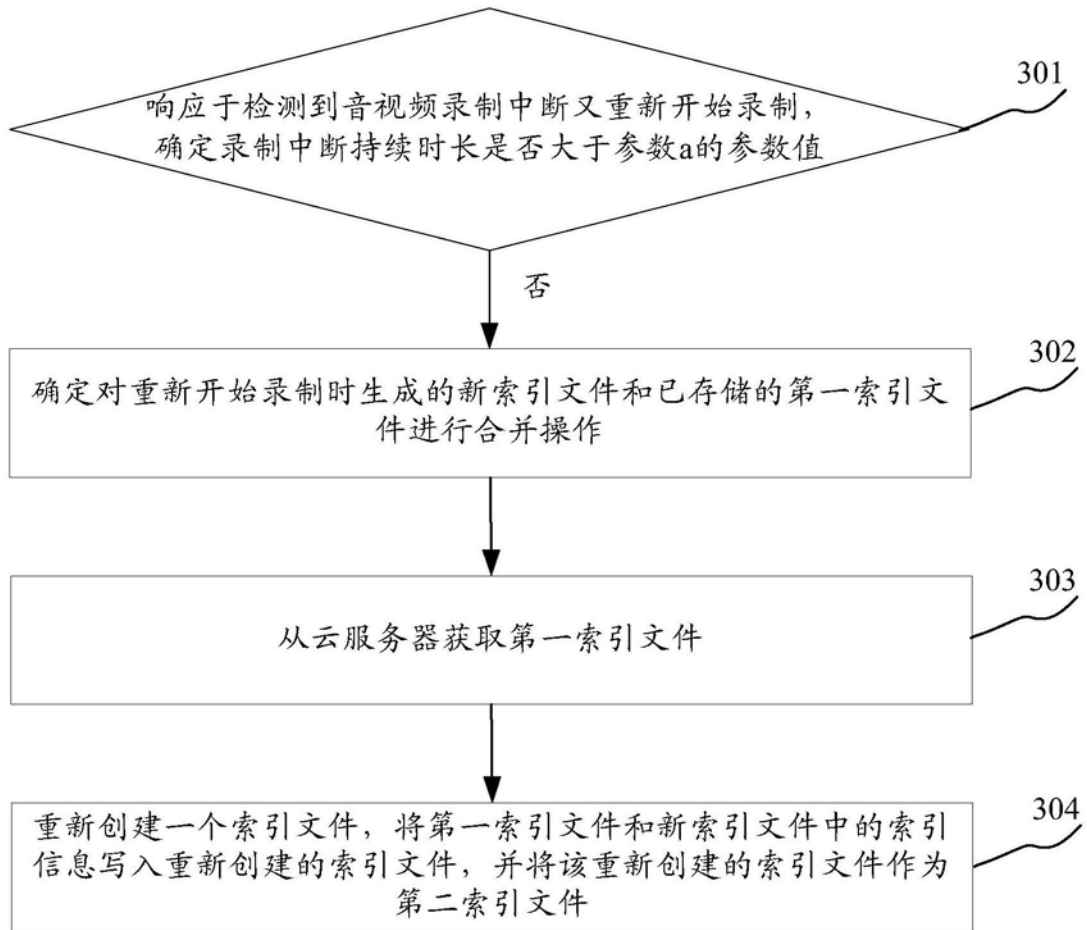 301
响应于检测到音视频录制中断又重新开始录制，
确定录制中断持续时长是否大于参数a的参数值
否
302
确定对重新开始录制时生成的新索引文件和已存储的第一索引文
件进行合并操作
303
从云服务器获取第一索引文件
304
重新创建一个索引文件，将第一索引文件和新索引文件中的索引
信息写入重新创建的索引文件，并将该重新创建的索引文件作为
第二索引文件